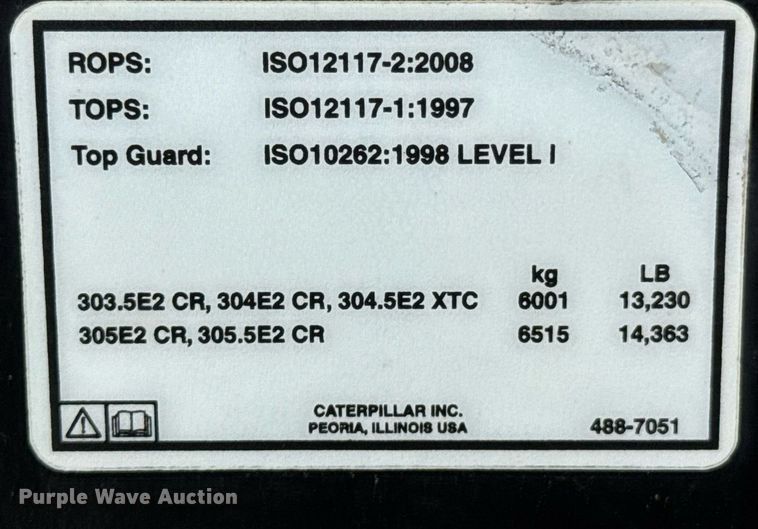 ROPS: ISO12117-2:2008
TOPS: ISO12117-1:1997
Top Guard: ISO10262:1998 LEVEL I
kg LB
303.5E2 CR, 304E2 CR, 304.5E2 XTC 6001 13,230
305E2 CR, 305.5E2 CR 6515 14,363
CATERPILLAR INC.
PEORIA, ILLINOIS USA 488-7051
Purple Wave Auction